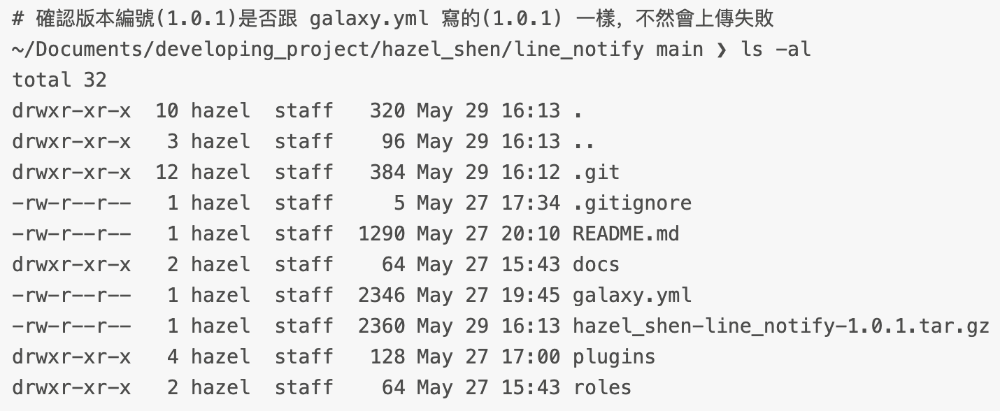 # 確認版本編號(1.0.1)是否跟 galaxy.yml 寫的(1.0.1) 一樣, 不然會上傳失敗
~/Documents/developing_project/hazel_shen/line_notify main ❯ ls -al
total 32
drwxr-xr-x  10 hazel  staff   320 May 29 16:13 .
drwxr-xr-x   3 hazel  staff    96 May 29 16:13 ..
drwxr-xr-x  12 hazel  staff   384 May 29 16:12 .git
-rw-r--r--   1 hazel  staff     5 May 27 17:34 .gitignore
-rw-r--r--   1 hazel  staff  1290 May 27 20:10 README.md
drwxr-xr-x   2 hazel  staff    64 May 27 15:43 docs
-rw-r--r--   1 hazel  staff  2346 May 27 19:45 galaxy.yml
-rw-r--r--   1 hazel  staff  2360 May 29 16:13 hazel_shen-line_notify-1.0.1.tar.gz
drwxr-xr-x   4 hazel  staff   128 May 27 17:00 plugins
drwxr-xr-x   2 hazel  staff    64 May 27 15:43 roles